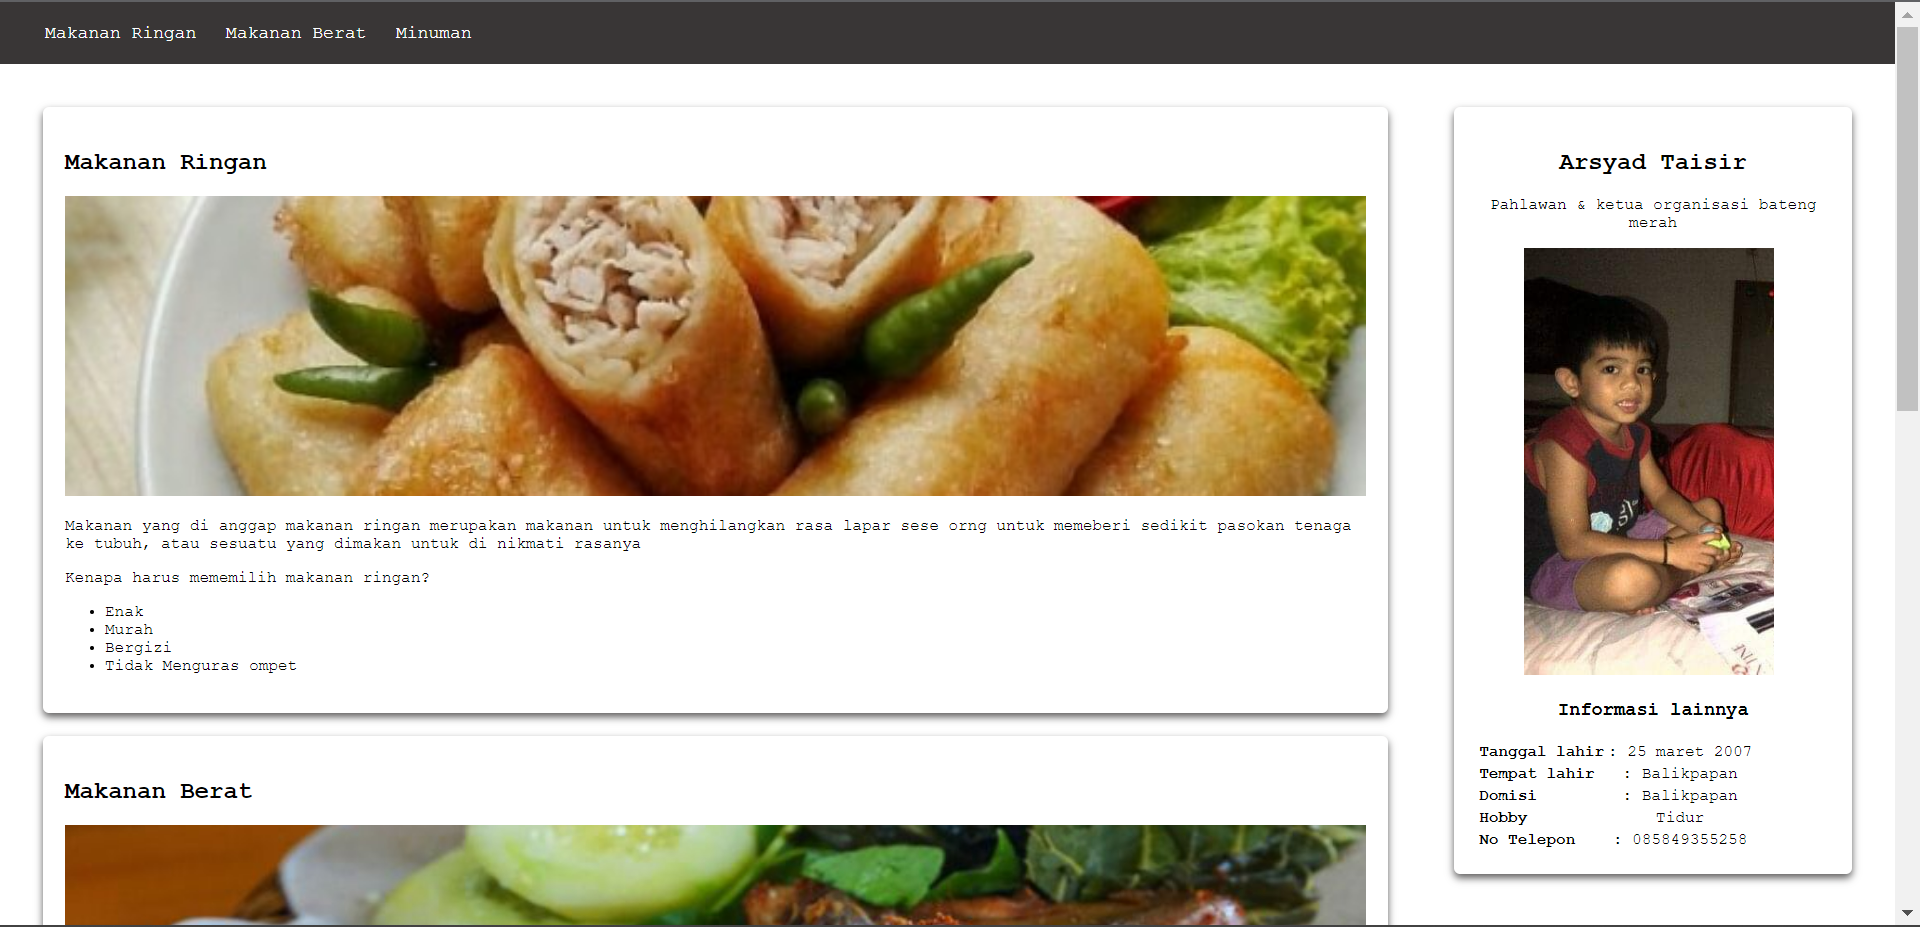 Makanan Ringan Makanan Berat Minuman
Makanan Ringan
Makanan yang di anggap makanan ringan merupakan makanan untuk menghilangkan rasa lapar sese orng untuk memeberi sedikit pasokan tenaga
ke tubuh, atau sesuatu yang dimakan untuk di nikmati rasanya
Kenapa harus mememilih makanan ringan?
• Enak
• Murah
• Bergizi
• Tidak Menguras ompet
Makanan Berat
Arsyad Taisir
Pahlawan & ketua organisasi bateng
merah
Informasi lainnya
Tanggal lahir : 25 maret 2007
Tempat lahir : Balikpapan
Domisi : Balikpapan
Hobby Tidur
No Telepon : 085849355258